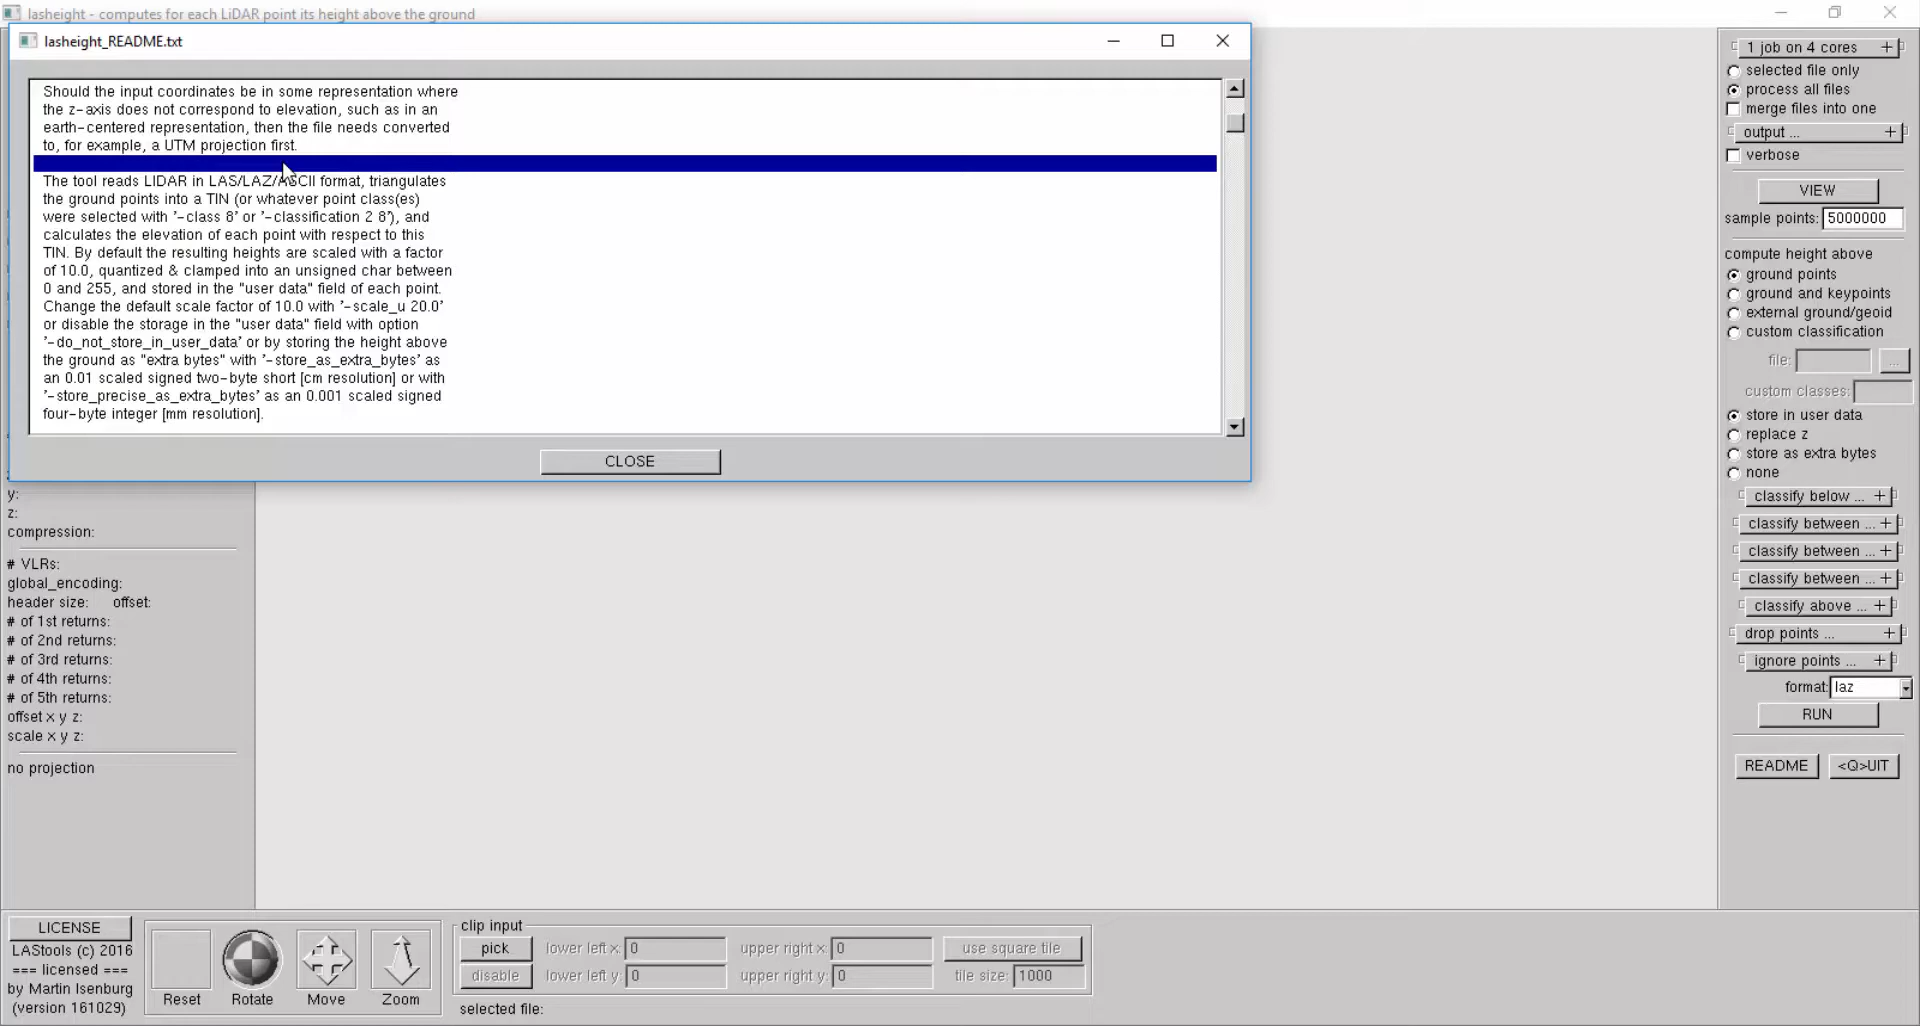 lasheight - computes for each LiDAR point its height above the ground
lasheight_README.txt
Should the input coordinates be in some representation where
the z-axis does not correspond to elevation, such as in an
earth-centered representation, then the file needs converted
to, for example, a UTM projection first.
The tool reads LIDAR in LAS/LAZ/ASCII format, triangulates
the ground points into a TIN (or whatever point class(es)
were selected with '-class 8' or '-classification 2 8'), and
calculates the elevation of each point with respect to this
TIN. By default the resulting heights are scaled with a factor
of 10.0, quantized & clamped into an unsigned char between
0 and 255, and stored in the "user data" field of each point.
Change the default scale factor of 10.0 with '-scale_u 20.0'
or disable the storage in the "user data" field with option
'-do_not_store_in_user_data' or by storing the height above
the ground as "extra bytes" with '-store_as_extra_bytes' as
an 0.01 scaled signed two-byte short [cm resolution] or with
'-store_precise_as_extra_bytes' as an 0.001 scaled signed
four-byte integer [mm resolution].
CLOSE
y:
z:
compression:
# VLRs:
global_encoding:
header size: offset:
# of 1st returns:
# of 2nd returns:
# of 3rd returns:
# of 4th returns:
# of 5th returns:
offset x y z:
scale x y z:
no projection
1 job on 4 cores +
selected file only
process all files
merge files into one
output ... +
verbose
VIEW
sample points: 5000000
compute height above
ground points
ground and keypoints
external ground/geoid
custom classification
file: ...
custom classes:
store in user data
replace z
store as extra bytes
none
classify below ... +
classify between ... +
classify between ... +
classify between ... +
classify above ... +
drop points ... +
ignore points ... +
format: laz
RUN
README <Q>UIT
LICENSE
LAStools (c) 2016
=== licensed ===
by Martin Isenburg
(version 161029)
Reset Rotate Move Zoom
clip input
pick lower left x: 0 upper right x: 0 use square tile
disable lower left y: 0 upper right y: 0 tile size: 1000
selected file: